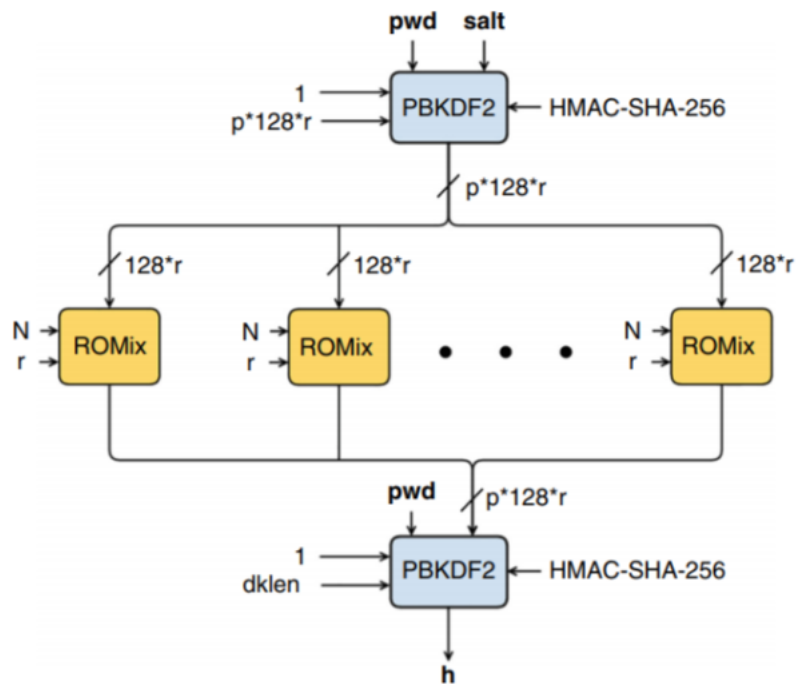 pwd salt
1
PBKDF2
HMAC-SHA-256
p*128*r
p*128*r
128*r
128*r
128*r
N
r
ROMix
N
r
ROMix
N
r
ROMix
pwd
p*128*r
1
PBKDF2
HMAC-SHA-256
dklen
h